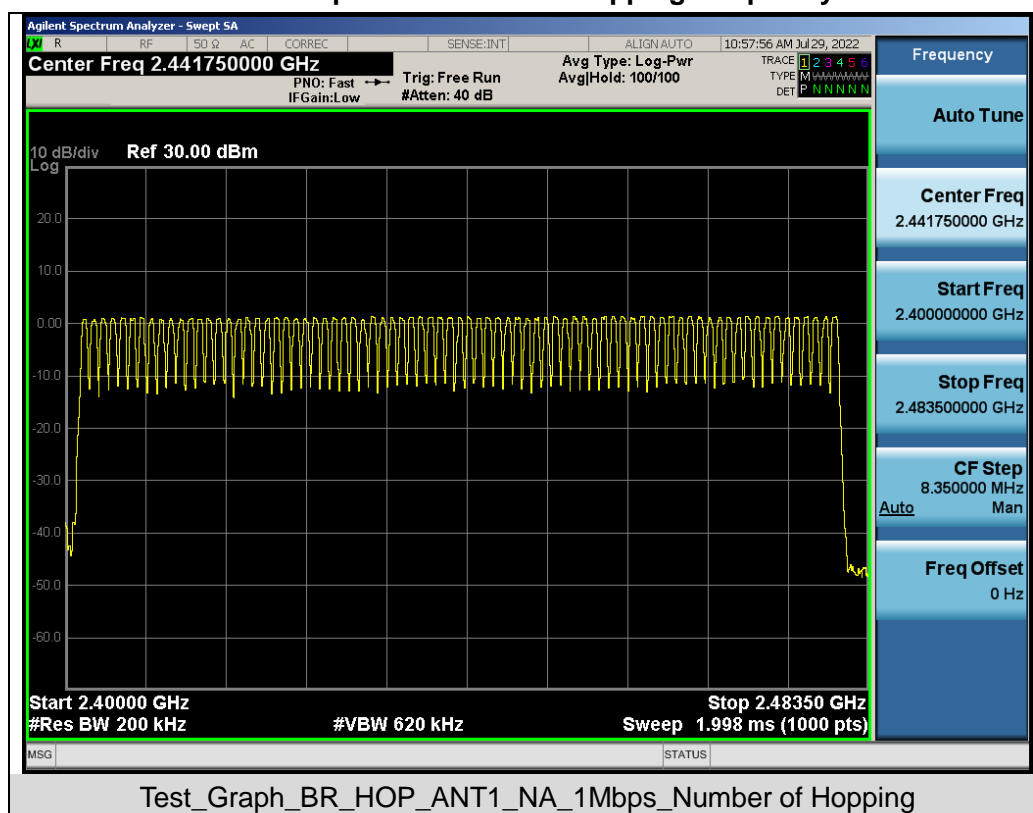 Agilent Spectrum Analyzer - Swept SA
LXI R RF 50 Ω AC CORREC SENSE:INT ALIGN AUTO 10:57:56 AM Jul 29, 2022
Center Freq 2.441750000 GHz
PNO: Fast
IFGain:Low
Trig: Free Run
#Atten: 40 dB
Avg Type: Log-Pwr
Avg|Hold: 100/100
TRACE 1 2 3 4 5 6
TYPE M WWWWW
DET P N N N N N
10 dB/div Ref 30.00 dBm
Log
20.0
10.0
0.00
-10.0
-20.0
-30.0
-40.0
-50.0
-60.0
Start 2.40000 GHz Stop 2.48350 GHz
#Res BW 200 kHz #VBW 620 kHz Sweep 1.998 ms (1000 pts)
MSG STATUS
Frequency
Auto Tune
Center Freq
2.441750000 GHz
Start Freq
2.400000000 GHz
Stop Freq
2.483500000 GHz
CF Step
8.350000 MHz
Auto Man
Freq Offset
0 Hz
Test_Graph_BR_HOP_ANT1_NA_1Mbps_Number of Hopping